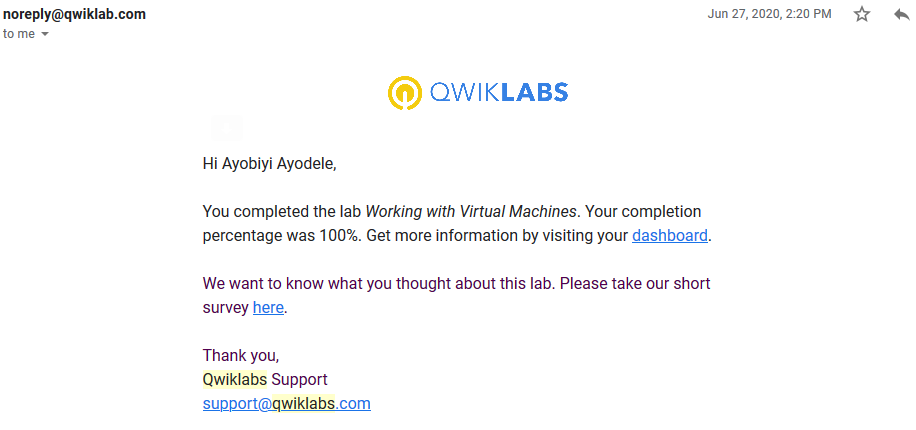 noreply@qwiklab.com
Jun 27, 2020, 2:20 PM
to me
QWIKLABS
Hi Ayobiyi Ayodele,
You completed the lab Working with Virtual Machines. Your completion
percentage was 100%. Get more information by visiting your dashboard.
We want to know what you thought about this lab. Please take our short
survey here.
Thank you,
Qwiklabs Support
support@qwiklabs.com